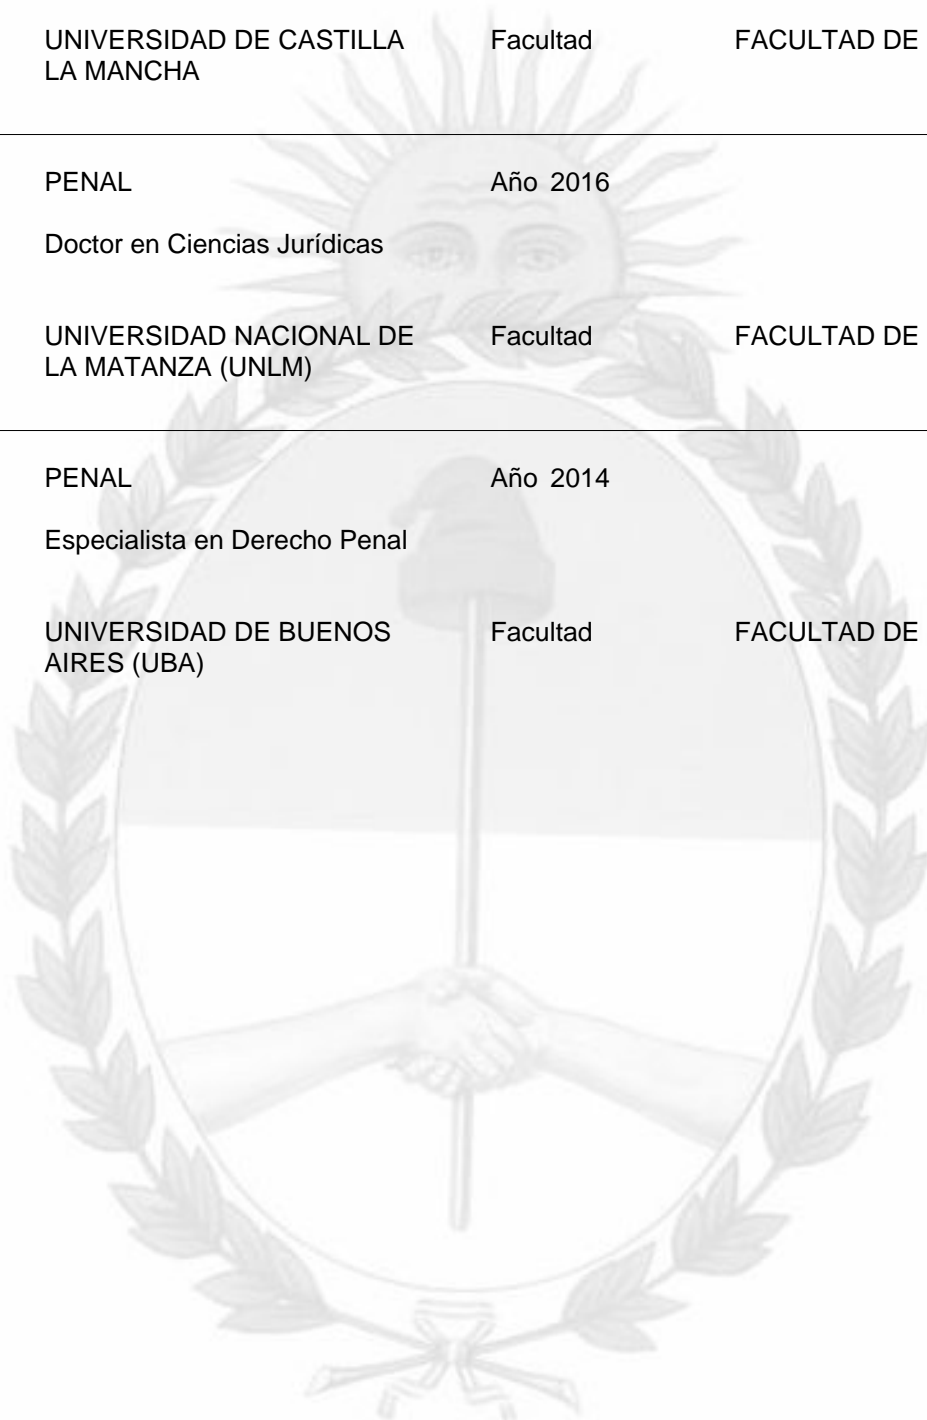 UNIVERSIDAD DE CASTILLA Facultad FACULTAD DE
LA MANCHA
PENAL Año 2016
Doctor en Ciencias Jurídicas
UNIVERSIDAD NACIONAL DE Facultad FACULTAD DE
LA MATANZA (UNLM)
PENAL Año 2014
Especialista en Derecho Penal
UNIVERSIDAD DE BUENOS Facultad FACULTAD DE
AIRES (UBA)